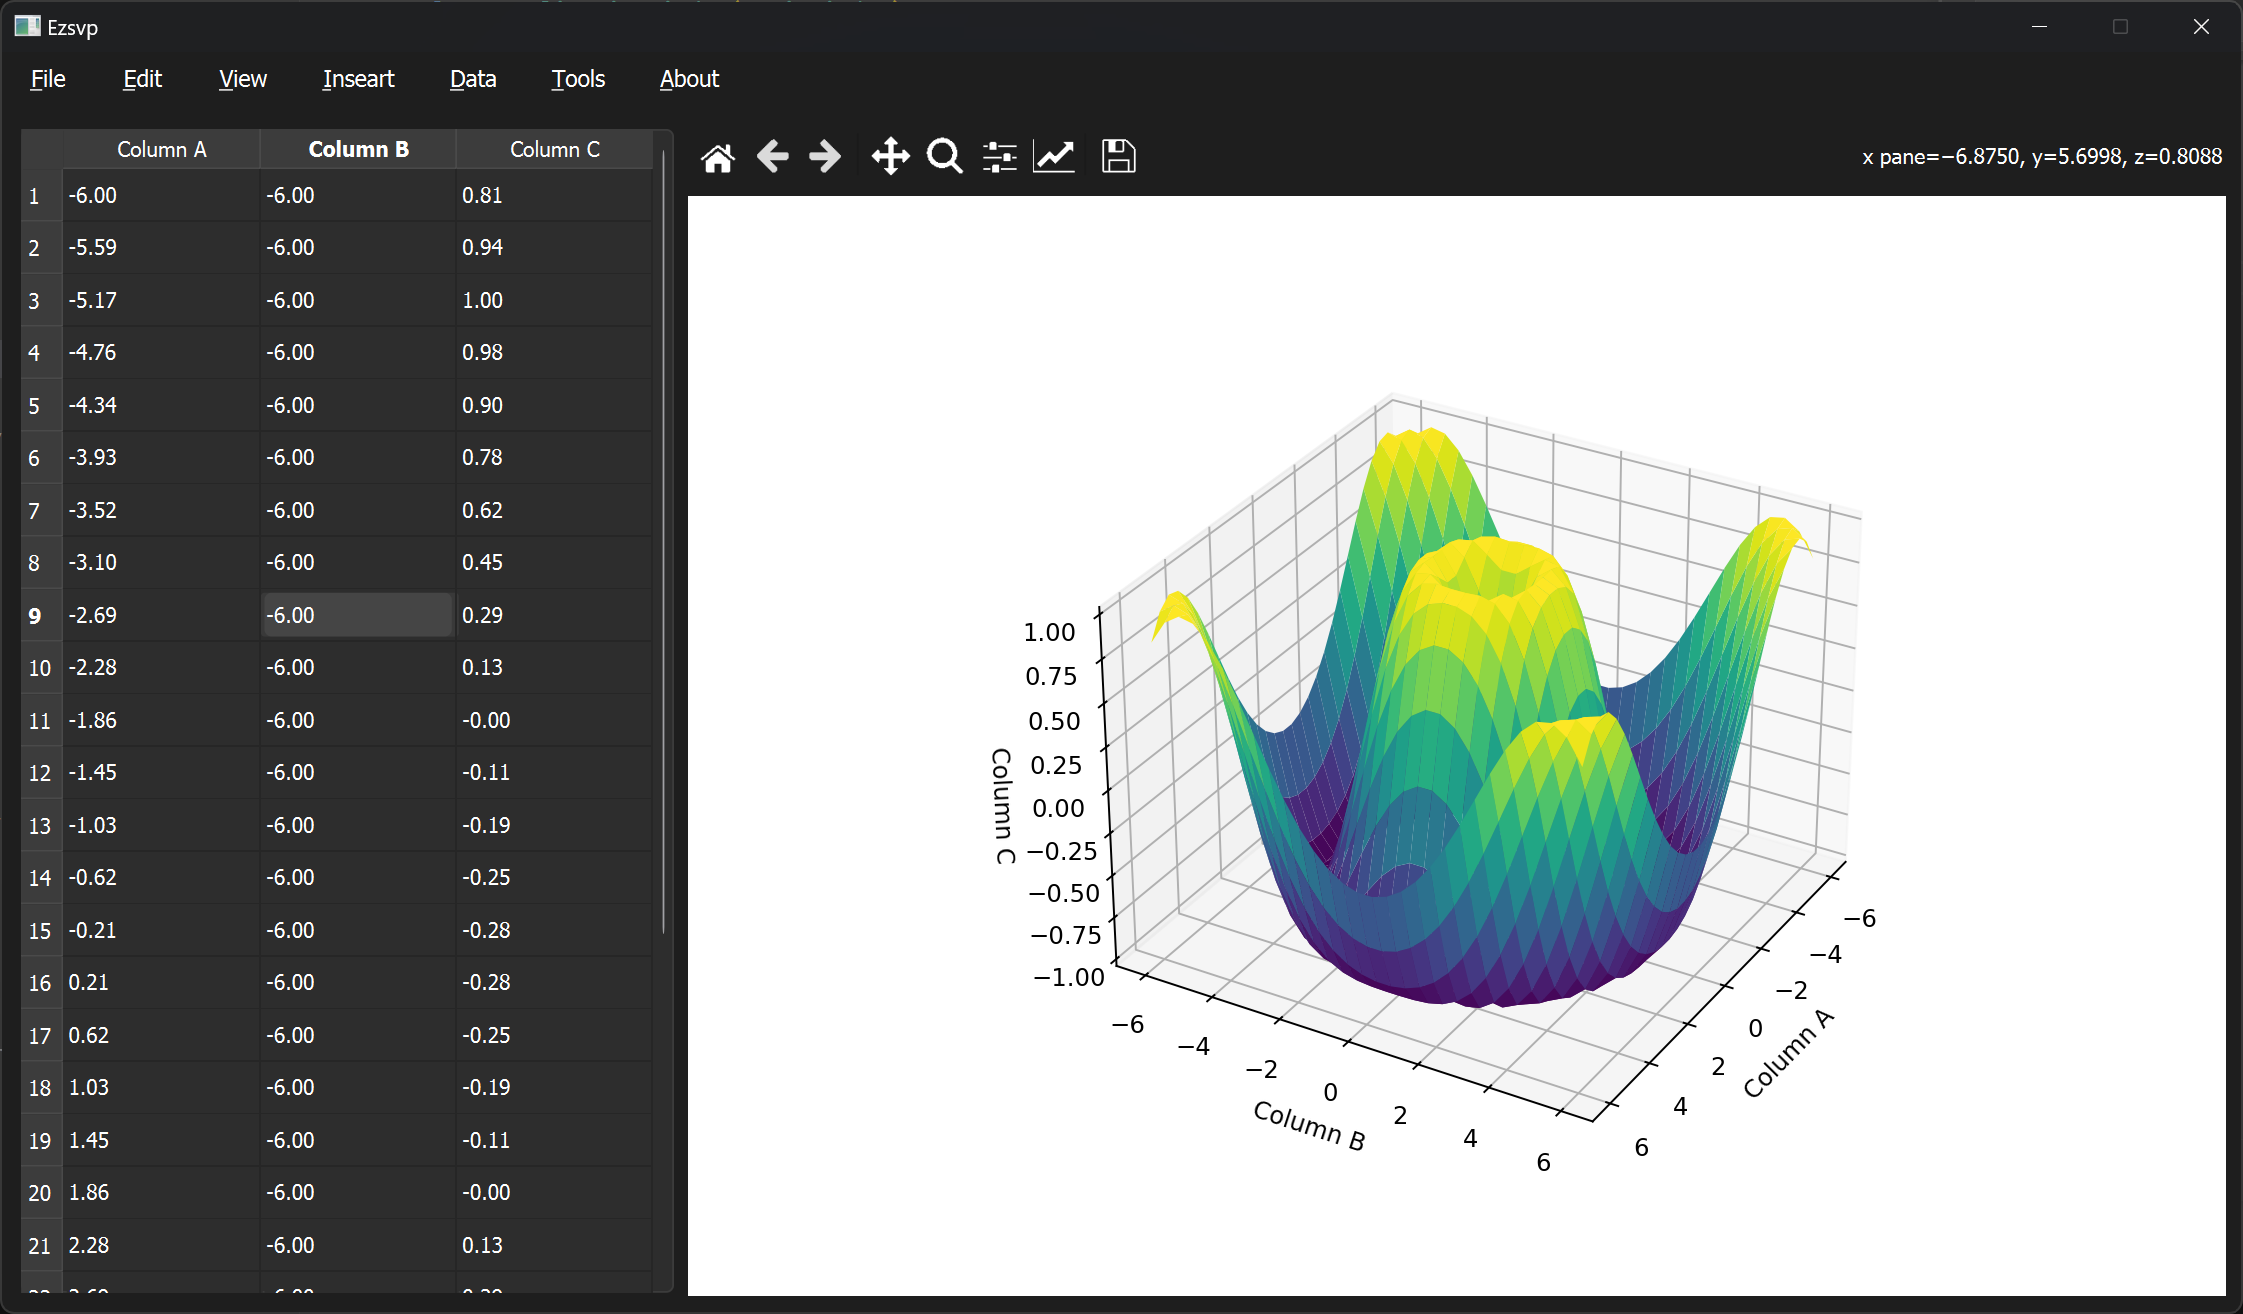 Ezsvp
File Edit View Inseart Data Tools About
Column A Column B Column C
x pane=−6.8750, y=5.6998, z=0.8088
1 -6.00 -6.00 0.81
2 -5.59 -6.00 0.94
3 -5.17 -6.00 1.00
4 -4.76 -6.00 0.98
5 -4.34 -6.00 0.90
6 -3.93 -6.00 0.78
7 -3.52 -6.00 0.62
8 -3.10 -6.00 0.45
9 -2.69 -6.00 0.29
10 -2.28 -6.00 0.13
11 -1.86 -6.00 -0.00
12 -1.45 -6.00 -0.11
13 -1.03 -6.00 -0.19
14 -0.62 -6.00 -0.25
15 -0.21 -6.00 -0.28
16 0.21 -6.00 -0.28
17 0.62 -6.00 -0.25
18 1.03 -6.00 -0.19
19 1.45 -6.00 -0.11
20 1.86 -6.00 -0.00
21 2.28 -6.00 0.13
1.00
0.75
0.50
0.25
0.00
−0.25
−0.50
−0.75
−1.00
Column C
−6
−4
−2
0
2
4
6
Column B
−6
−4
−2
0
2
4
6
Column A